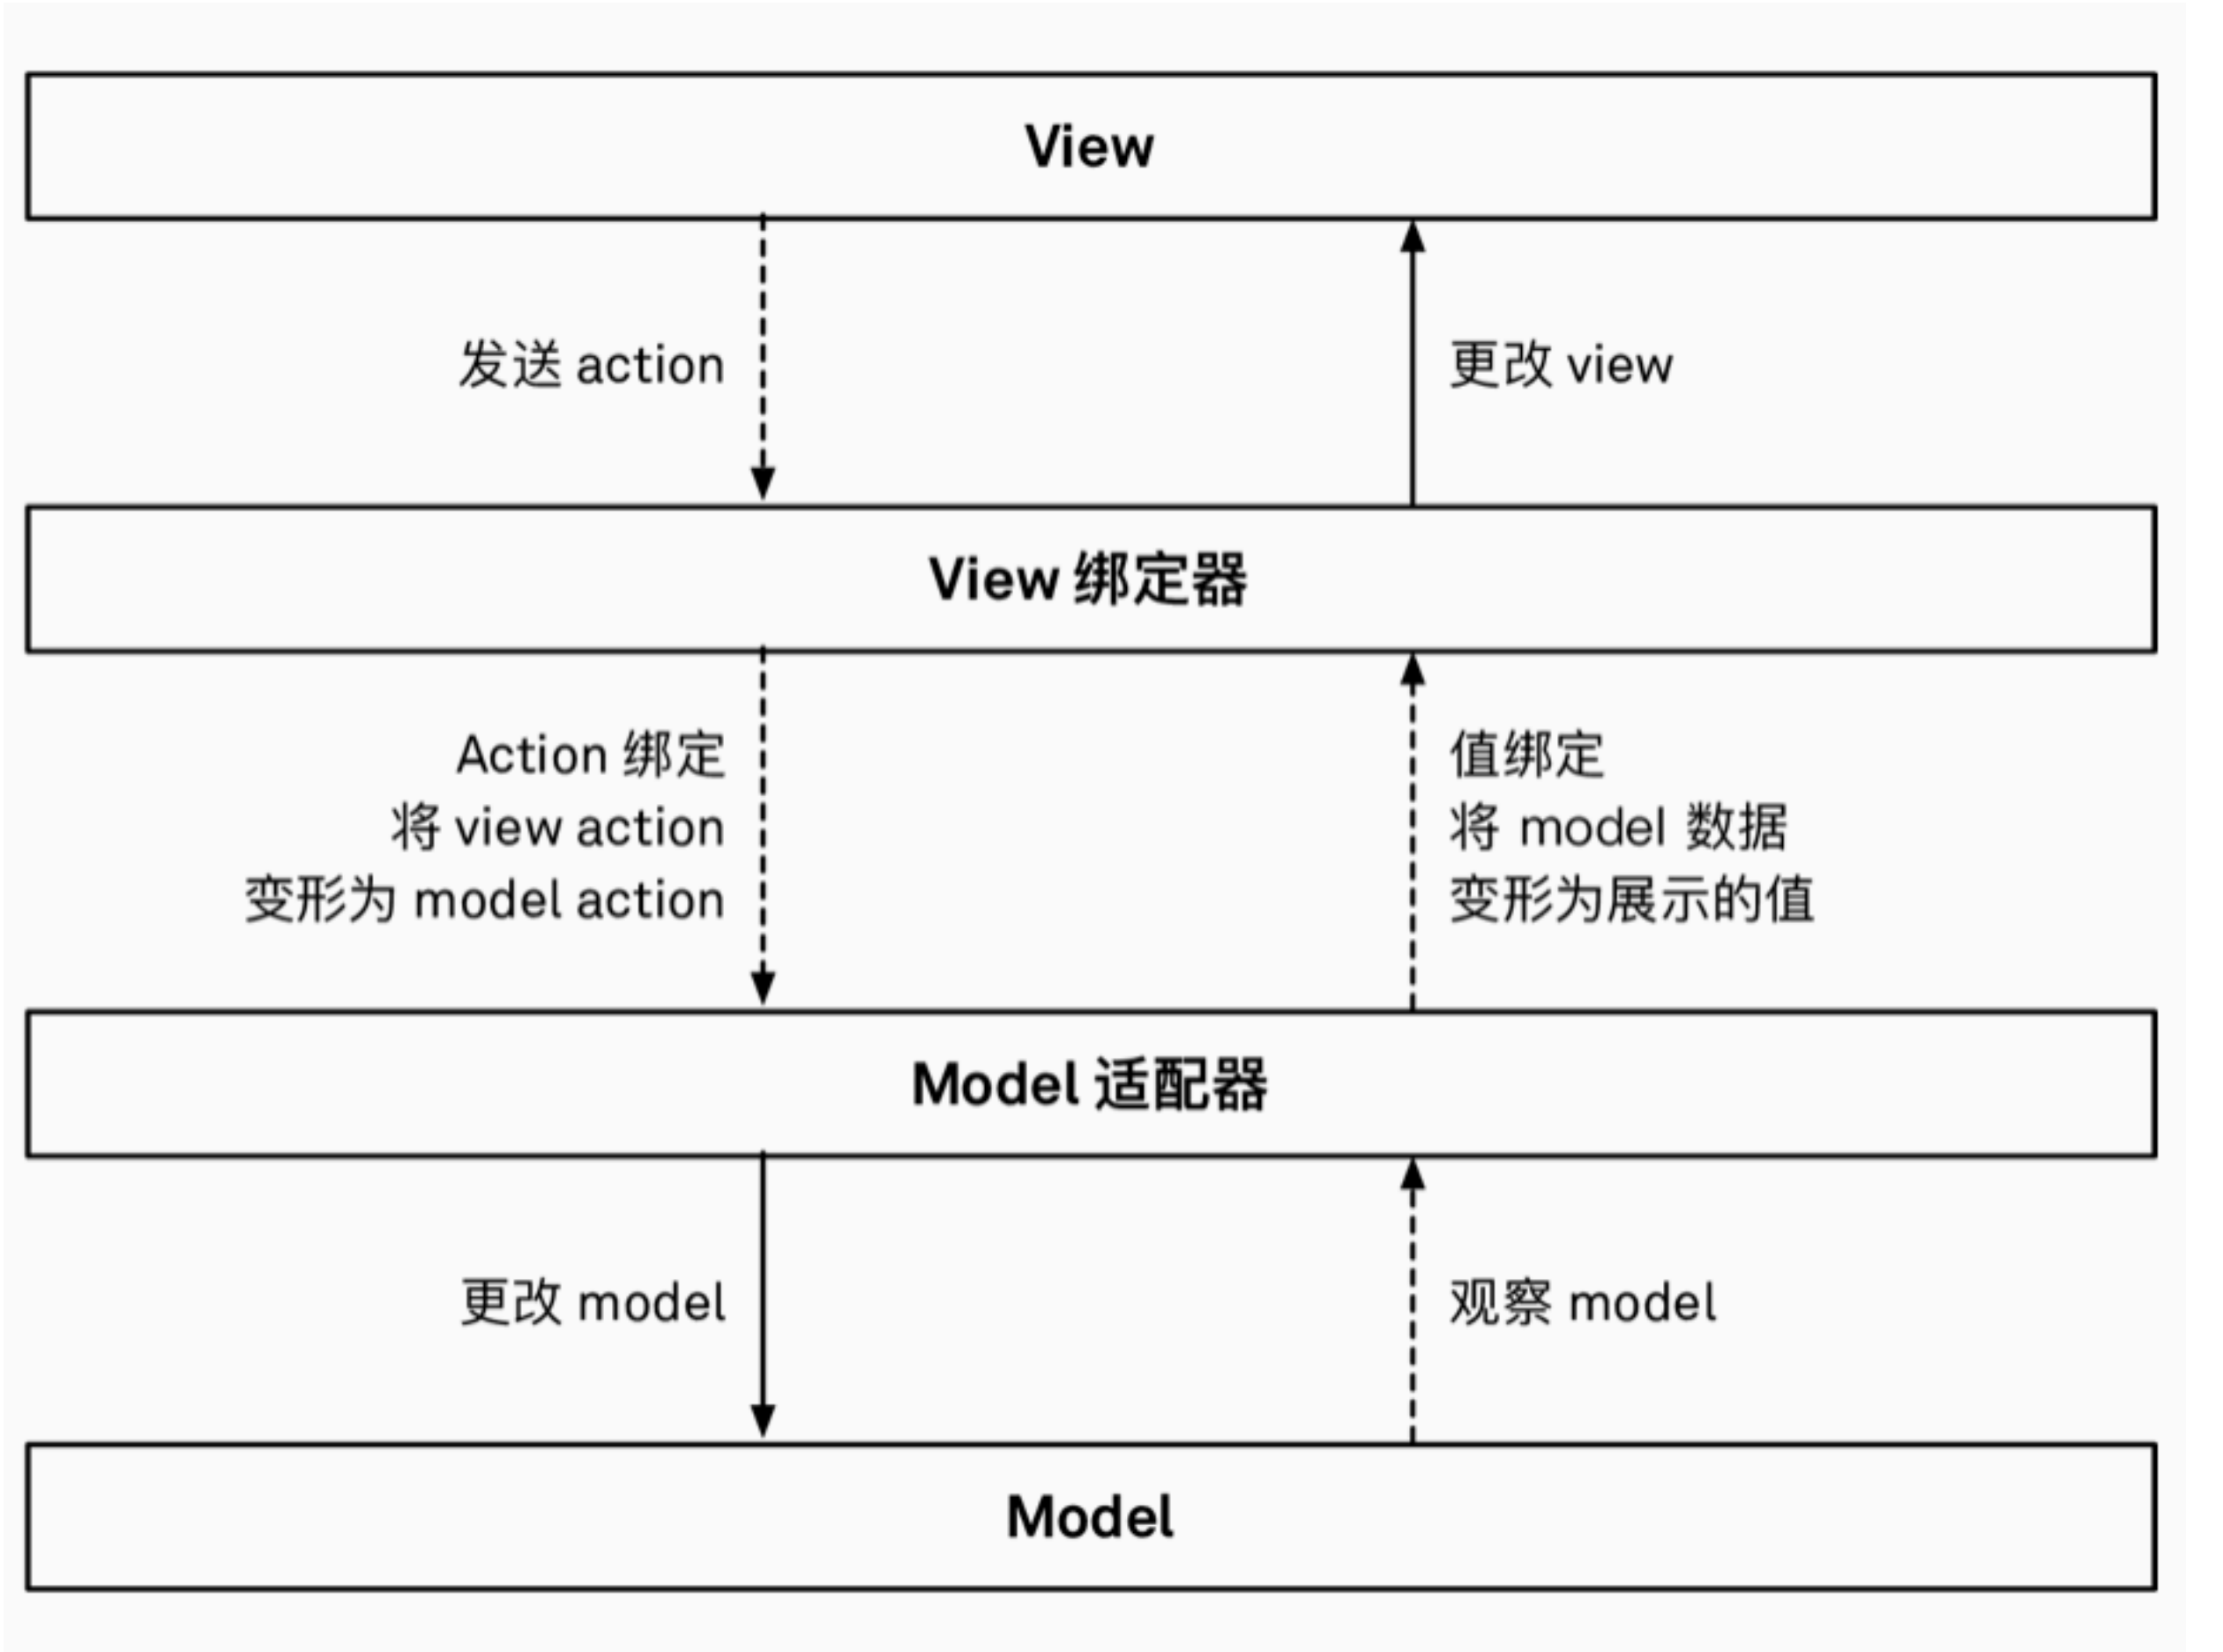 View
发送 action
更改 view
View 绑定器
Action 绑定
将 view action
变形为 model action
值绑定
将 model 数据
变形为展示的值
Model 适配器
更改 model
观察 model
Model